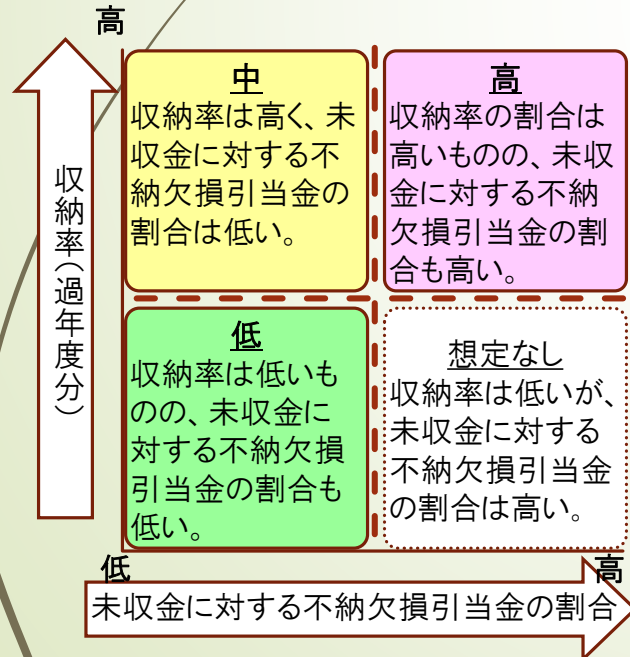 高
収納率(過年度分)
中
収納率は高く、未
収金に対する不
納欠損引当金の
割合は低い。
高
収納率の割合は
高いものの、未収
金に対する不納
欠損引当金の割
合も高い。
低
収納率は低いも
のの、未収金に
対する不納欠損
引当金の割合も
低い。
想定なし
収納率は低いが、
未収金に対する
不納欠損引当金
の割合は高い。
低
高
未収金に対する不納欠損引当金の割合